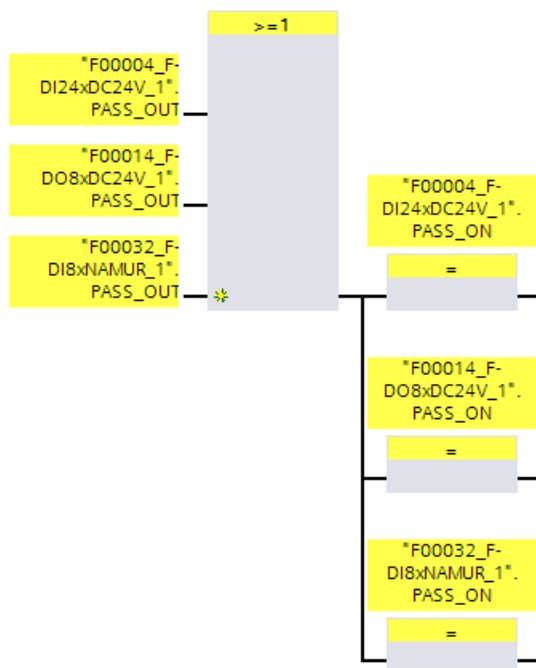 >=1
"F00004_F-
DI24xDC24V_1".
PASS_OUT
"F00014_F-
DO8xDC24V_1".
PASS_OUT
"F00032_F-
DI8xNAMUR_1".
PASS_OUT
"F00004_F-
DI24xDC24V_1".
PASS_ON
=
"F00014_F-
DO8xDC24V_1".
PASS_ON
=
"F00032_F-
DI8xNAMUR_1".
PASS_ON
=